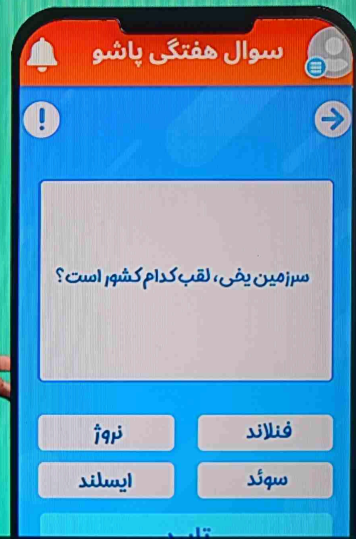 سوال هفتگی پاشو
سرزمین یخی، لقب کدام کشور است؟
فنلاند
نروژ
سوئد
ایسلند